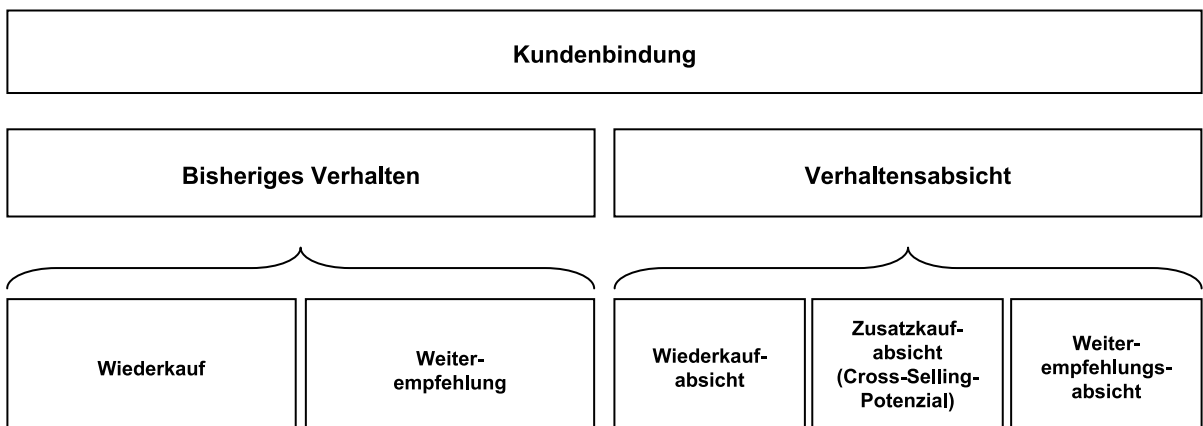 Kundenbindung
Bisheriges Verhalten
Verhaltensabsicht
Wiederkauf
Weiter-
empfehlung
Wiederkauf-
absicht
Zusatzkauf-
absicht
(Cross-Selling-
Potenzial)
Weiter-
empfehlungs-
absicht